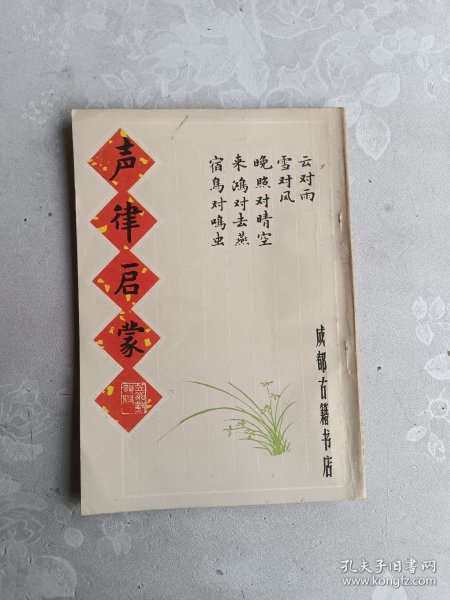 云对雨
雪对风
晚照对晴空
来鸿对去燕
宿鸟对鸣虫
声律启蒙
成都古籍书店
孔夫子旧书网
www.kongfz.com